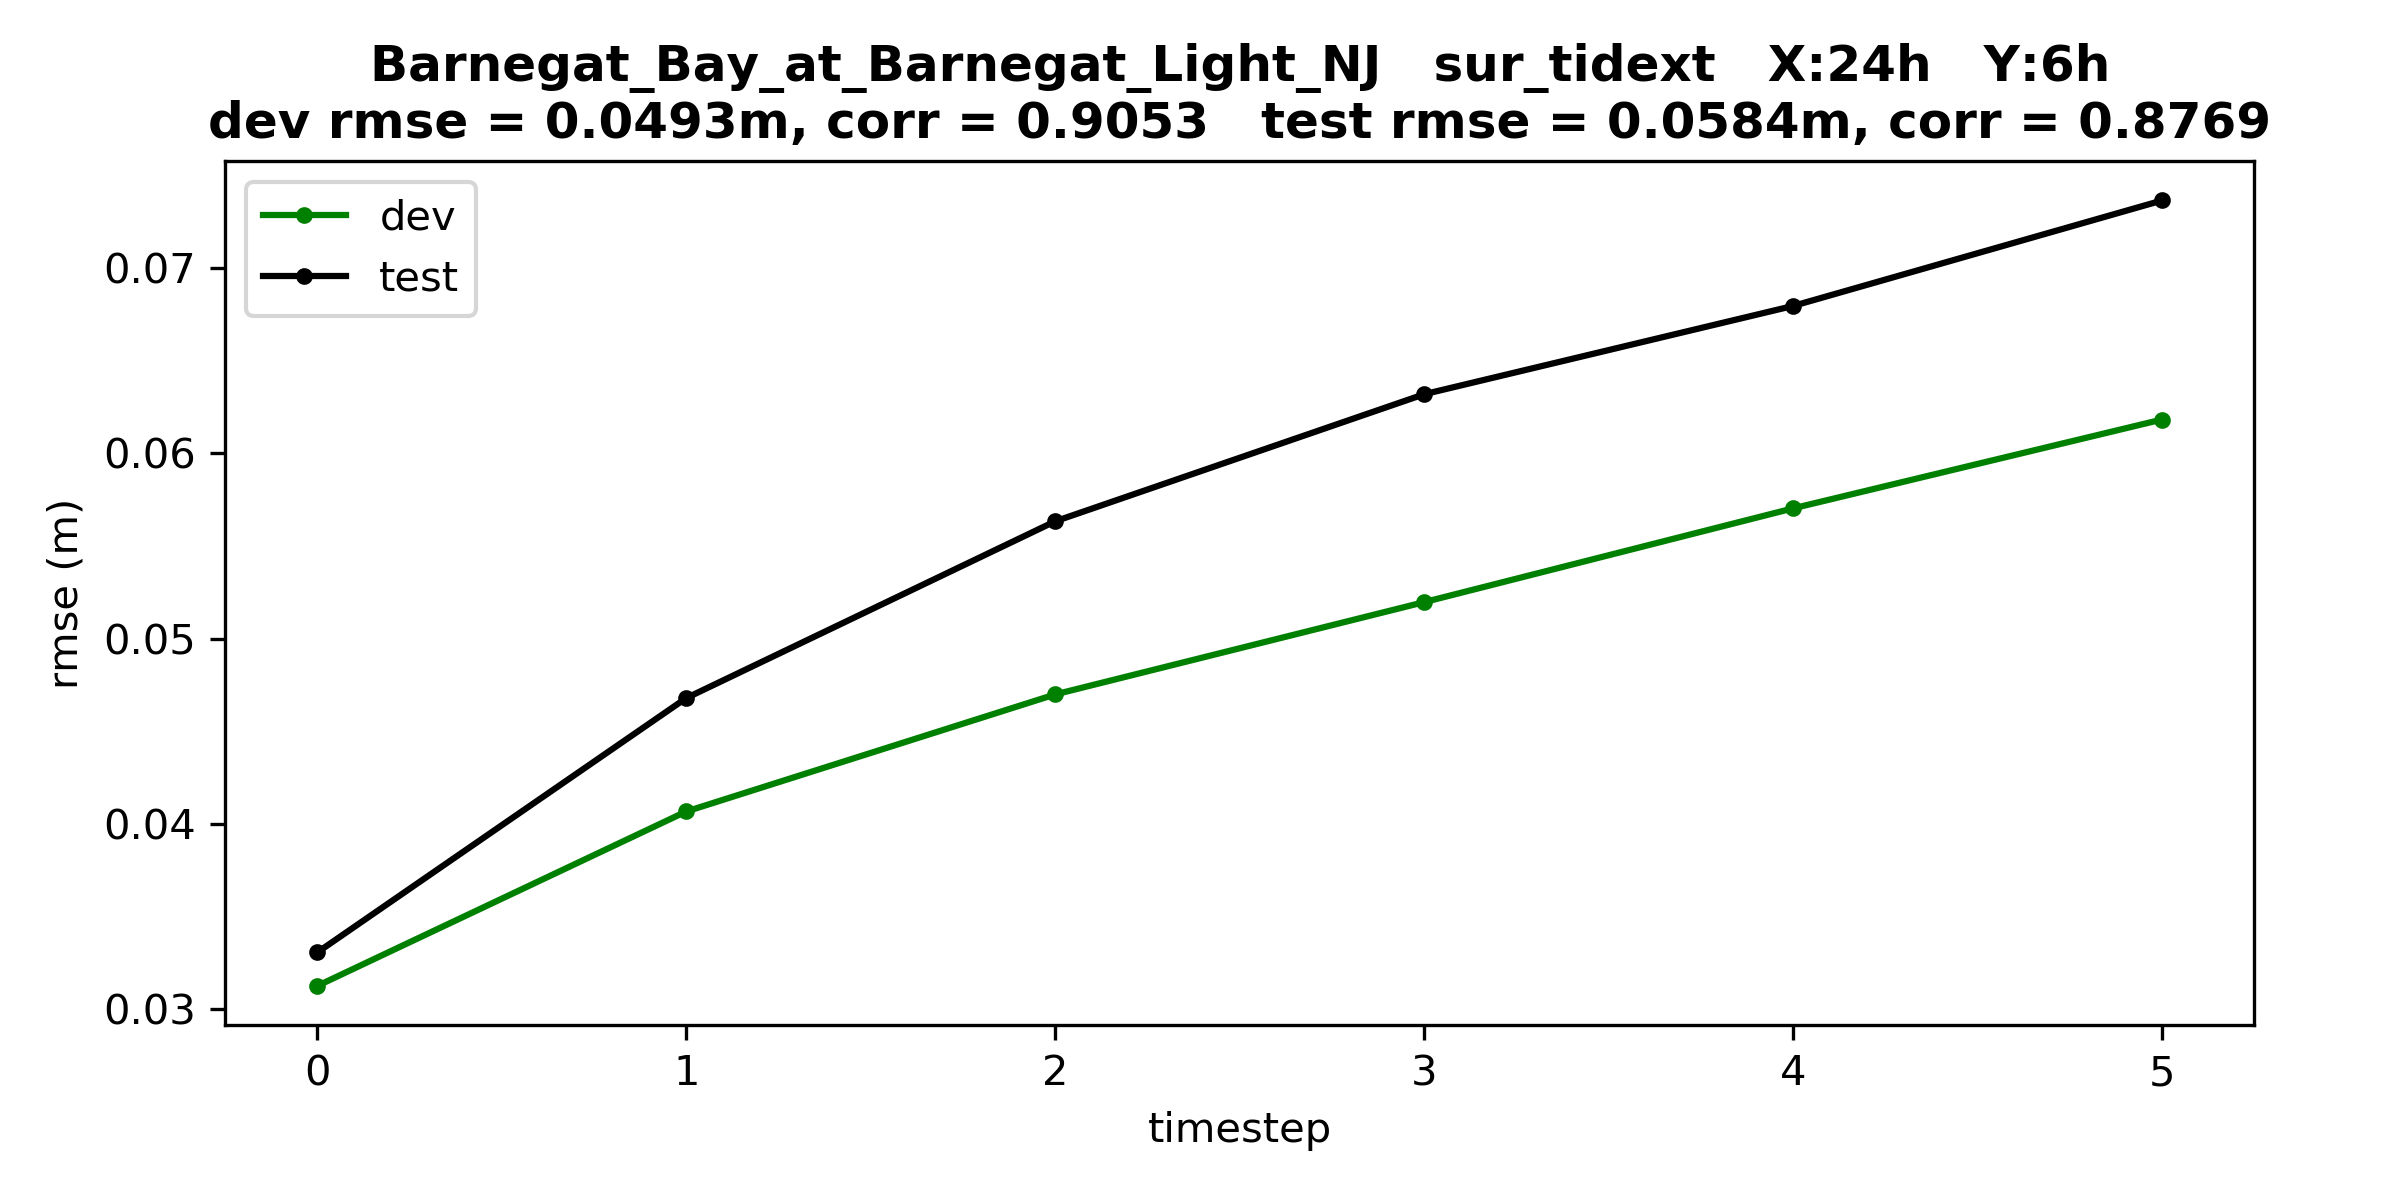 Barnegat_Bay_at_Barnegat_Light_NJ   sur_tidext   X:24h   Y:6h
dev rmse = 0.0493m, corr = 0.9053   test rmse = 0.0584m, corr = 0.8769
dev
test
0.07
0.06
0.05
0.04
0.03
rmse (m)
0 1 2 3 4 5
timestep